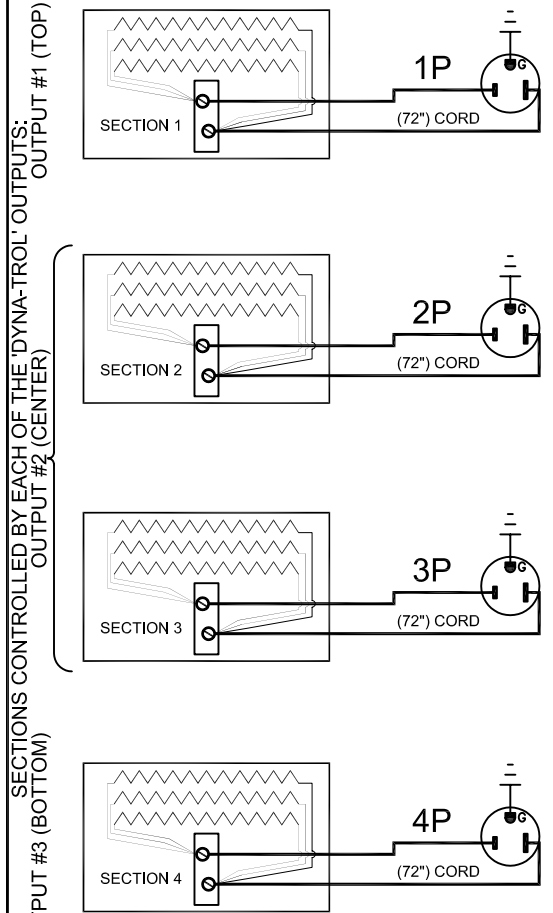 SECTIONS CONTROLLED BY EACH OF THE 'DYNA-TROL' OUTPUTS:
OUTPUT #1 (TOP)
SECTION 1
1P
(72") CORD
G
OUTPUT #2 (CENTER)
SECTION 2
2P
(72") CORD
G
SECTION 3
3P
(72") CORD
G
PUT #3 (BOTTOM)
SECTION 4
4P
(72") CORD
G